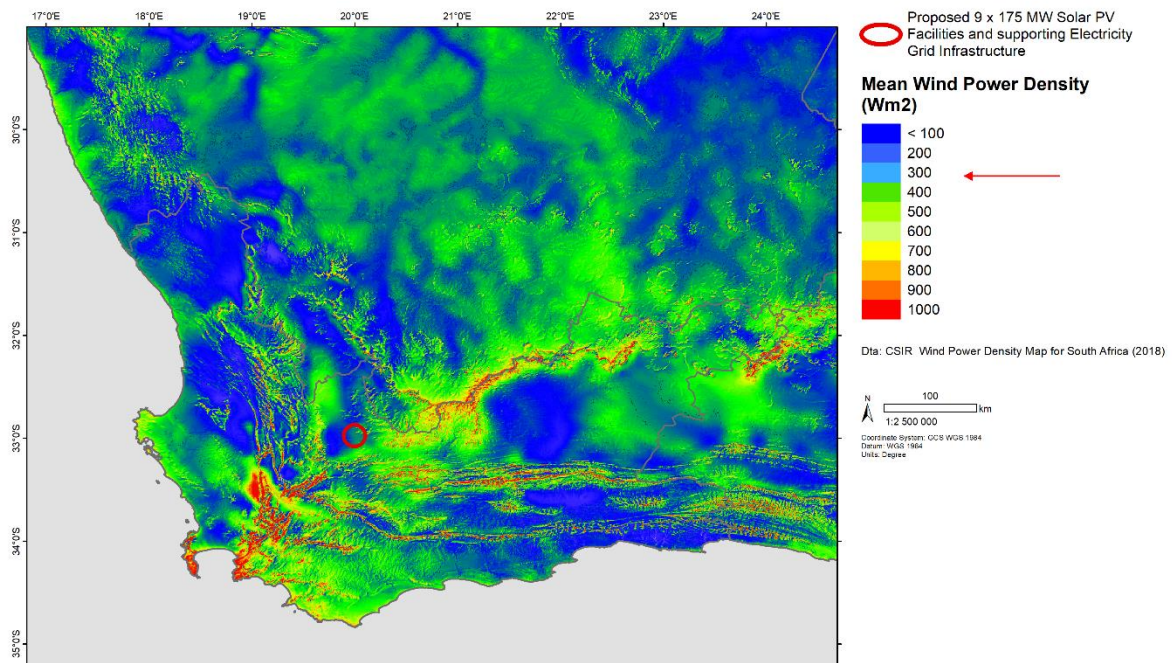 17°0'E 18°0'E 19°0'E 20°0'E 21°0'E 22°0'E 23°0'E 24°0'E
30°0'S
31°0'S
32°0'S
33°0'S
34°0'S
35°0'S
Proposed 9 x 175 MW Solar PV
Facilities and supporting Electricity
Grid Infrastructure
Mean Wind Power Density
(Wm2)
< 100
200
300
400
500
600
700
800
900
1000
Dta: CSIR Wind Power Density Map for South Africa (2018)
N
100
km
1:2 500 000
Coordinate System: GCS WGS 1984
Datum: WGS 1984
Units: Degree